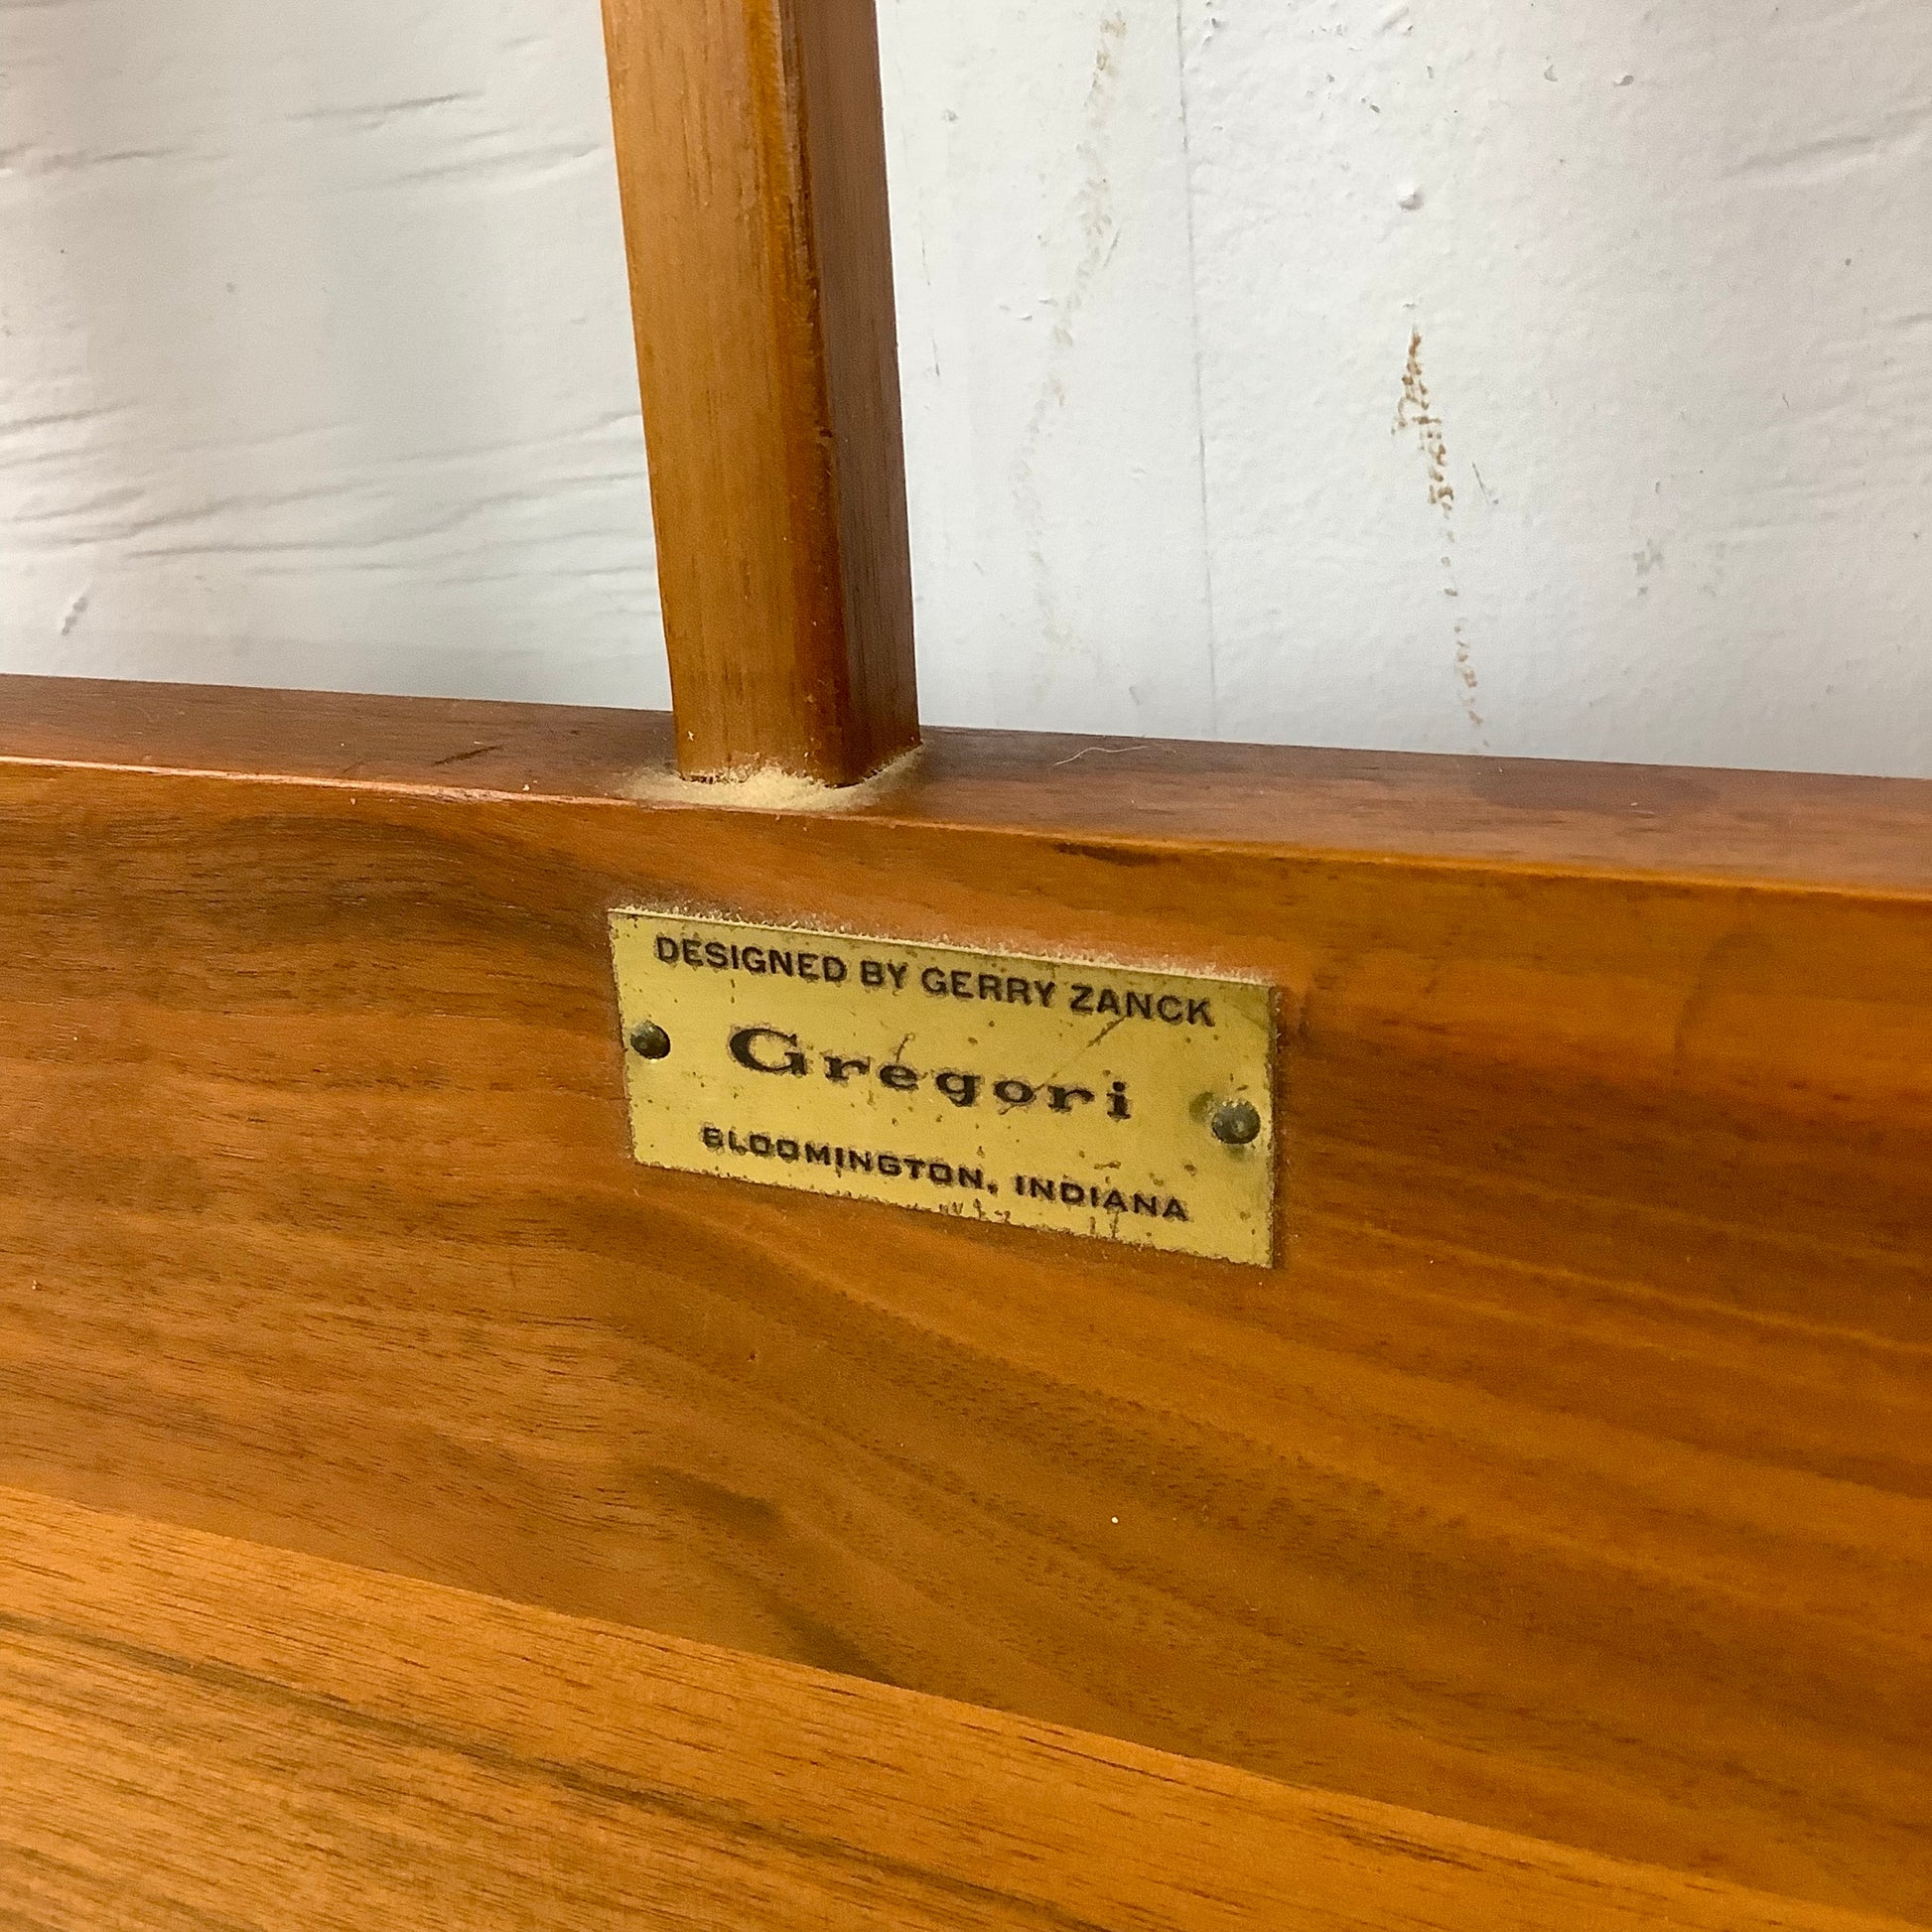 DESIGNED BY GERRY ZANCK
Gregori
BLOOMINGTON, INDIANA